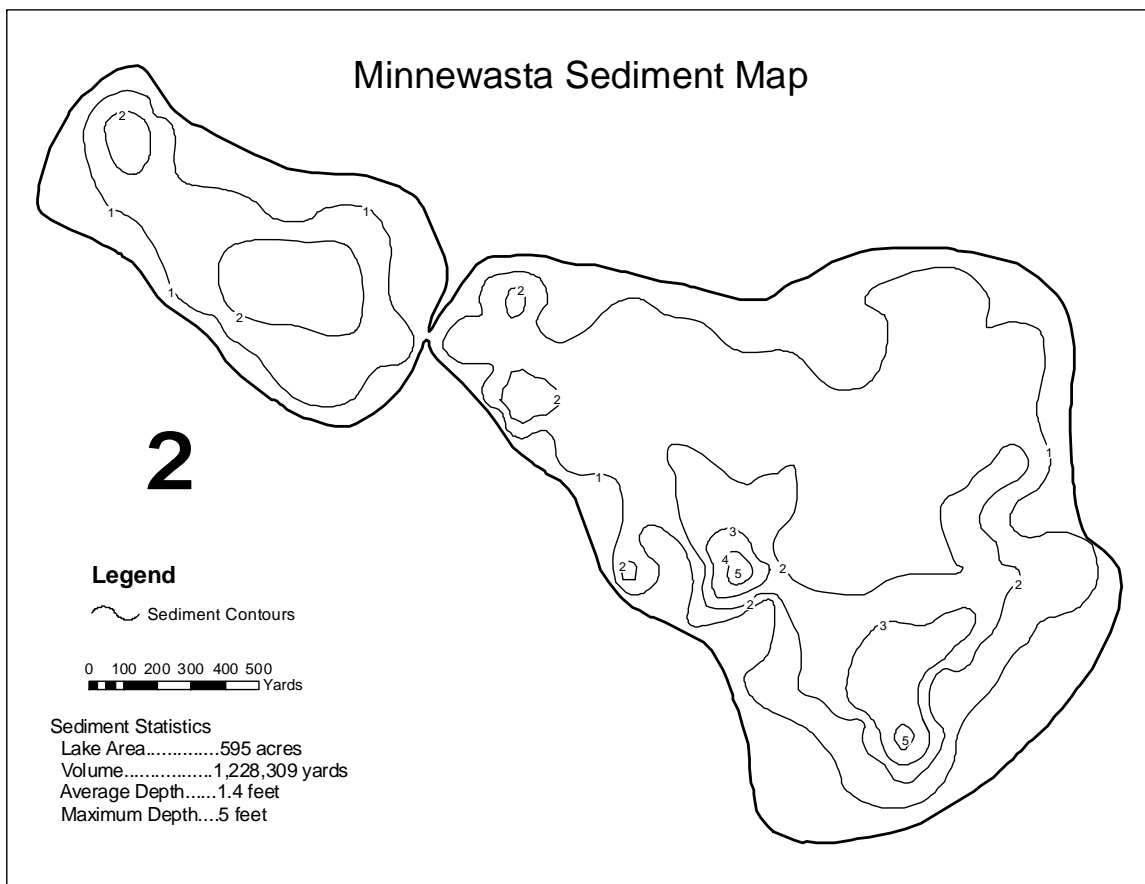 Minnewasta Sediment Map
2
1
1
1
2
2
2
2
1
1
3
4
5
2
2
2
2
3
5
2
Legend
Sediment Contours
0 100 200 300 400 500
Yards
Sediment Statistics
Lake Area.............595 acres
Volume.................1,228,309 yards
Average Depth......1.4 feet
Maximum Depth....5 feet